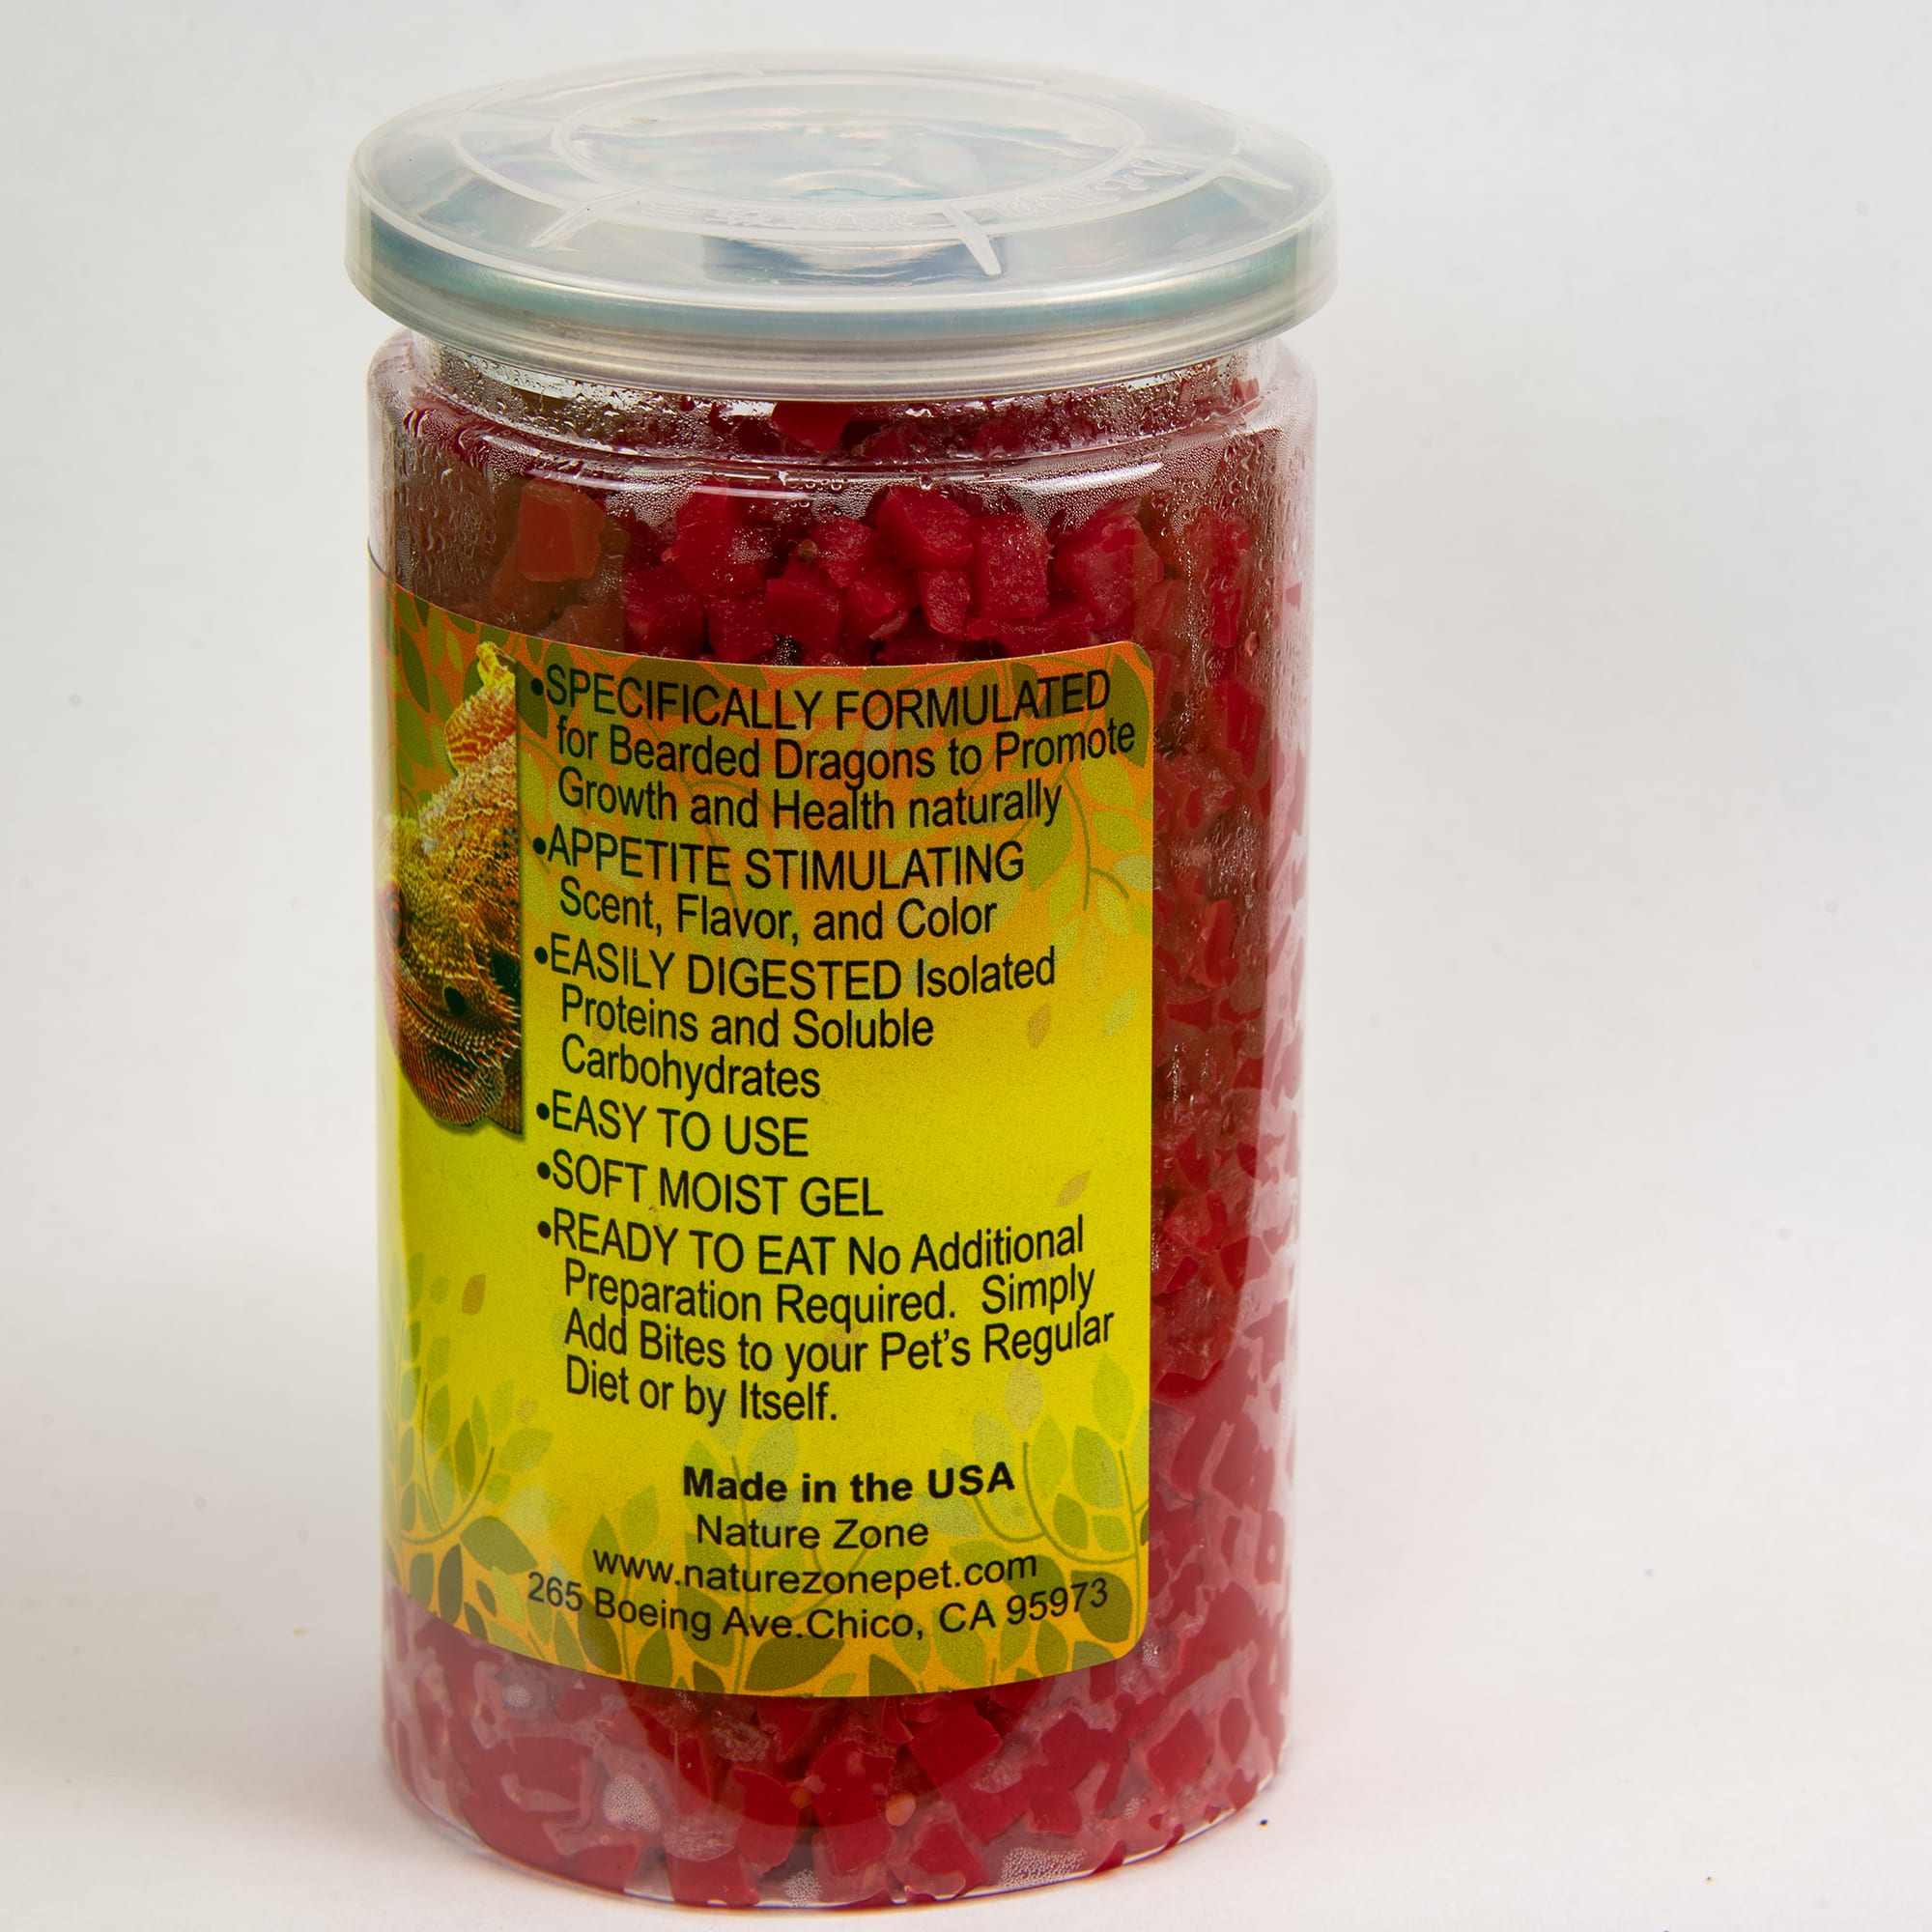 •SPECIFICALLY FORMULATED
for Bearded Dragons to Promote
Growth and Health naturally
•APPETITE STIMULATING
Scent, Flavor, and Color
•EASILY DIGESTED Isolated
Proteins and Soluble
Carbohydrates
•EASY TO USE
•SOFT MOIST GEL
•READY TO EAT No Additional
Preparation Required. Simply
Add Bites to your Pet's Regular
Diet or by Itself.
Made in the USA
Nature Zone
www.naturezonepet.com
265 Boeing Ave.Chico, CA 95973